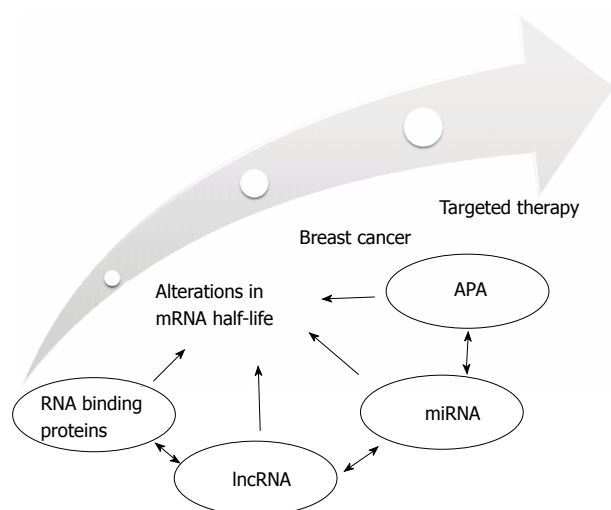 Targeted therapy
Breast cancer
Alterations in
mRNA half-life
APA
RNA binding
proteins
miRNA
lncRNA